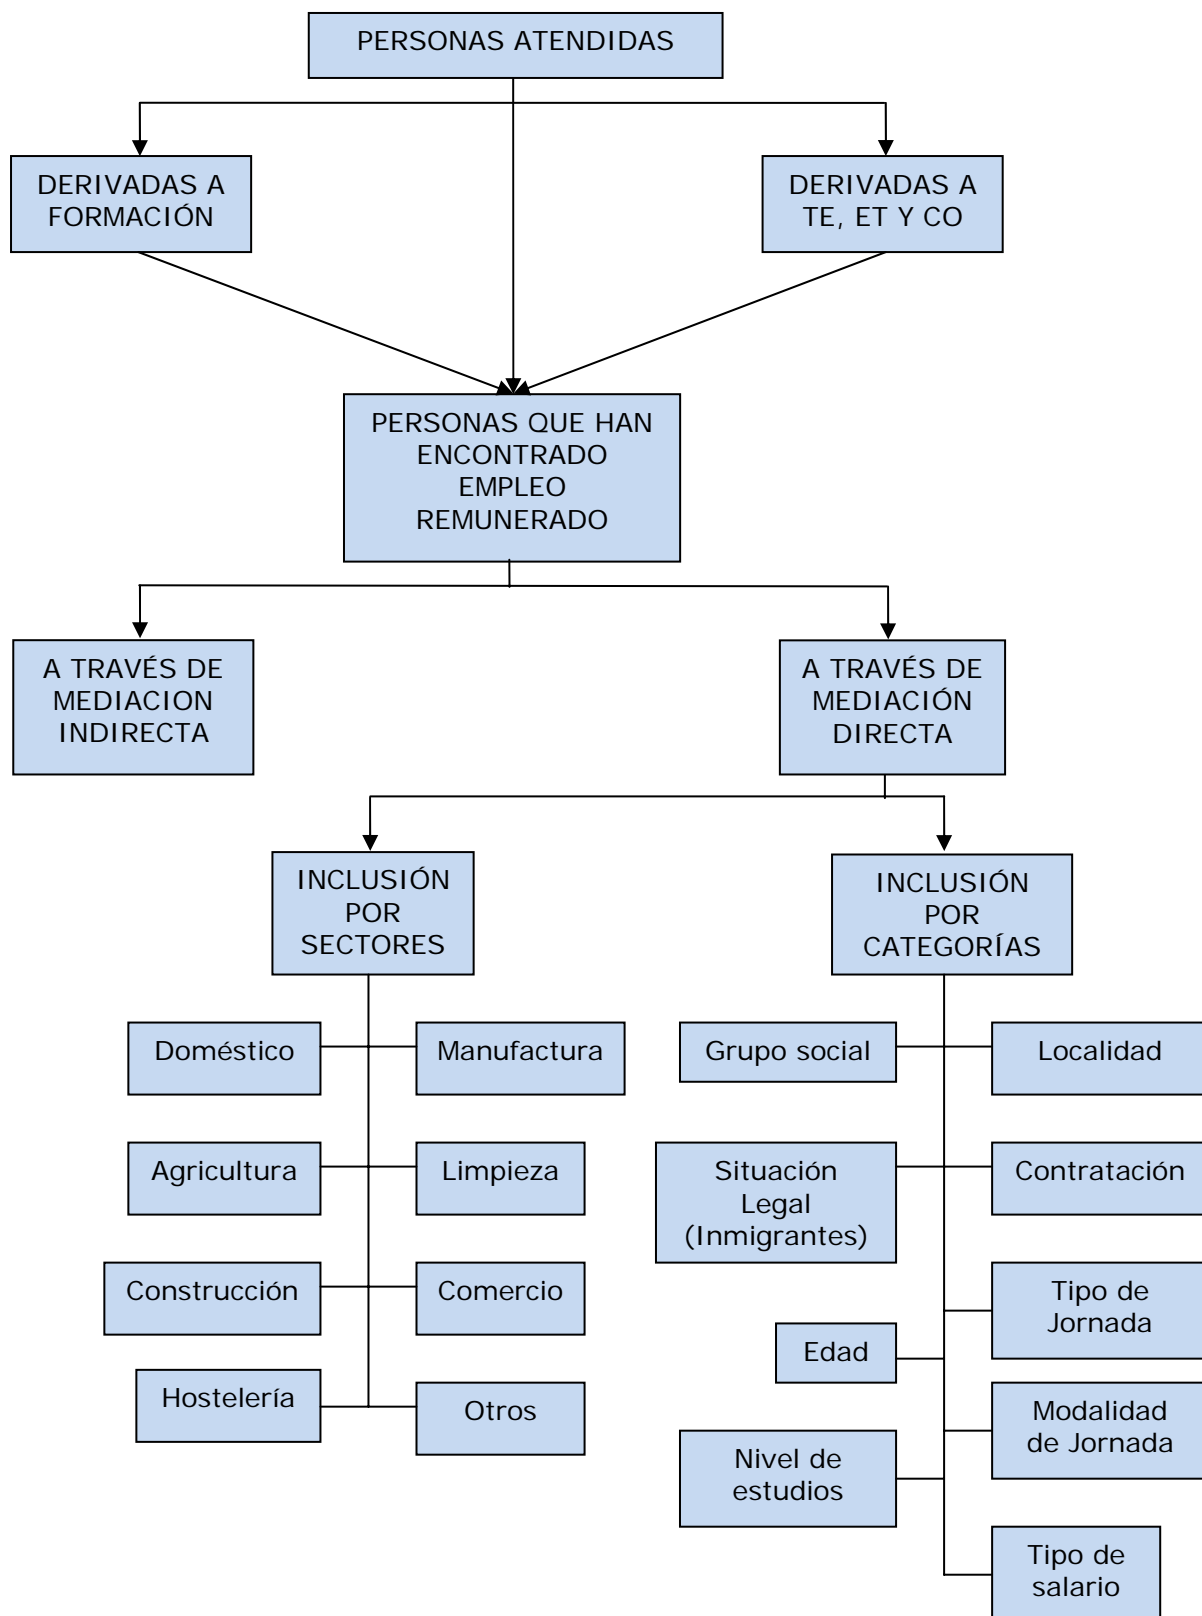 PERSONAS ATENDIDAS
DERIVADAS A
FORMACIÓN
DERIVADAS A
TE, ET Y CO
PERSONAS QUE HAN
ENCONTRADO
EMPLEO
REMUNERADO
A TRAVÉS DE
MEDIACION
INDIRECTA
A TRAVÉS DE
MEDIACIÓN
DIRECTA
INCLUSIÓN
POR
SECTORES
INCLUSIÓN
POR
CATEGORÍAS
Doméstico
Manufactura
Agricultura
Limpieza
Construcción
Comercio
Hostelería
Otros
Grupo social
Localidad
Situación
Legal
(Inmigrantes)
Contratación
Tipo de
Jornada
Edad
Modalidad
de Jornada
Nivel de
estudios
Tipo de
salario